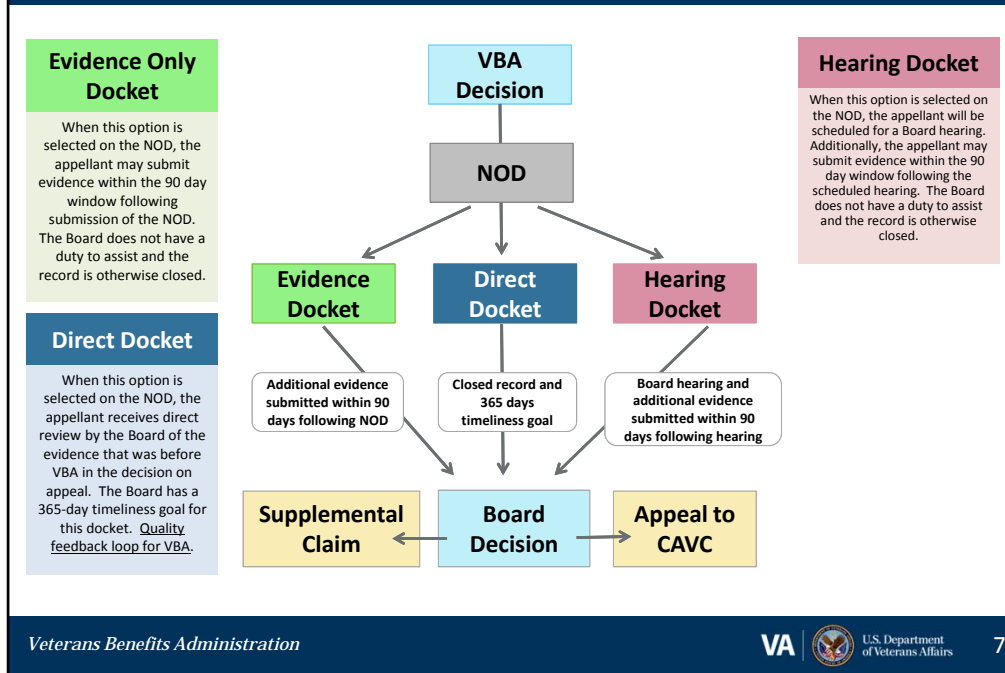 Evidence Only
Docket
When this option is
selected on the NOD, the
appellant may submit
evidence within the 90 day
window following
submission of the NOD.
The Board does not have a
duty to assist and the
record is otherwise closed.
Direct Docket
When this option is
selected on the NOD, the
appellant receives direct
review by the Board of the
evidence that was before
VBA in the decision on
appeal. The Board has a
365-day timeliness goal for
this docket. Quality
feedback loop for VBA.
VBA
Decision
NOD
Evidence
Docket
Direct
Docket
Hearing
Docket
Additional evidence
submitted within 90
days following NOD
Closed record and
365 days
timeliness goal
Board hearing and
additional evidence
submitted within 90
days following hearing
Supplemental
Claim
Board
Decision
Appeal to
CAVC
Hearing Docket
When this option is selected on
the NOD, the appellant will be
scheduled for a Board hearing.
Additionally, the appellant may
submit evidence within the 90
day window following the
scheduled hearing. The Board
does not have a duty to assist
and the record is otherwise
closed.
Veterans Benefits Administration
VA
U.S. Department
of Veterans Affairs
7